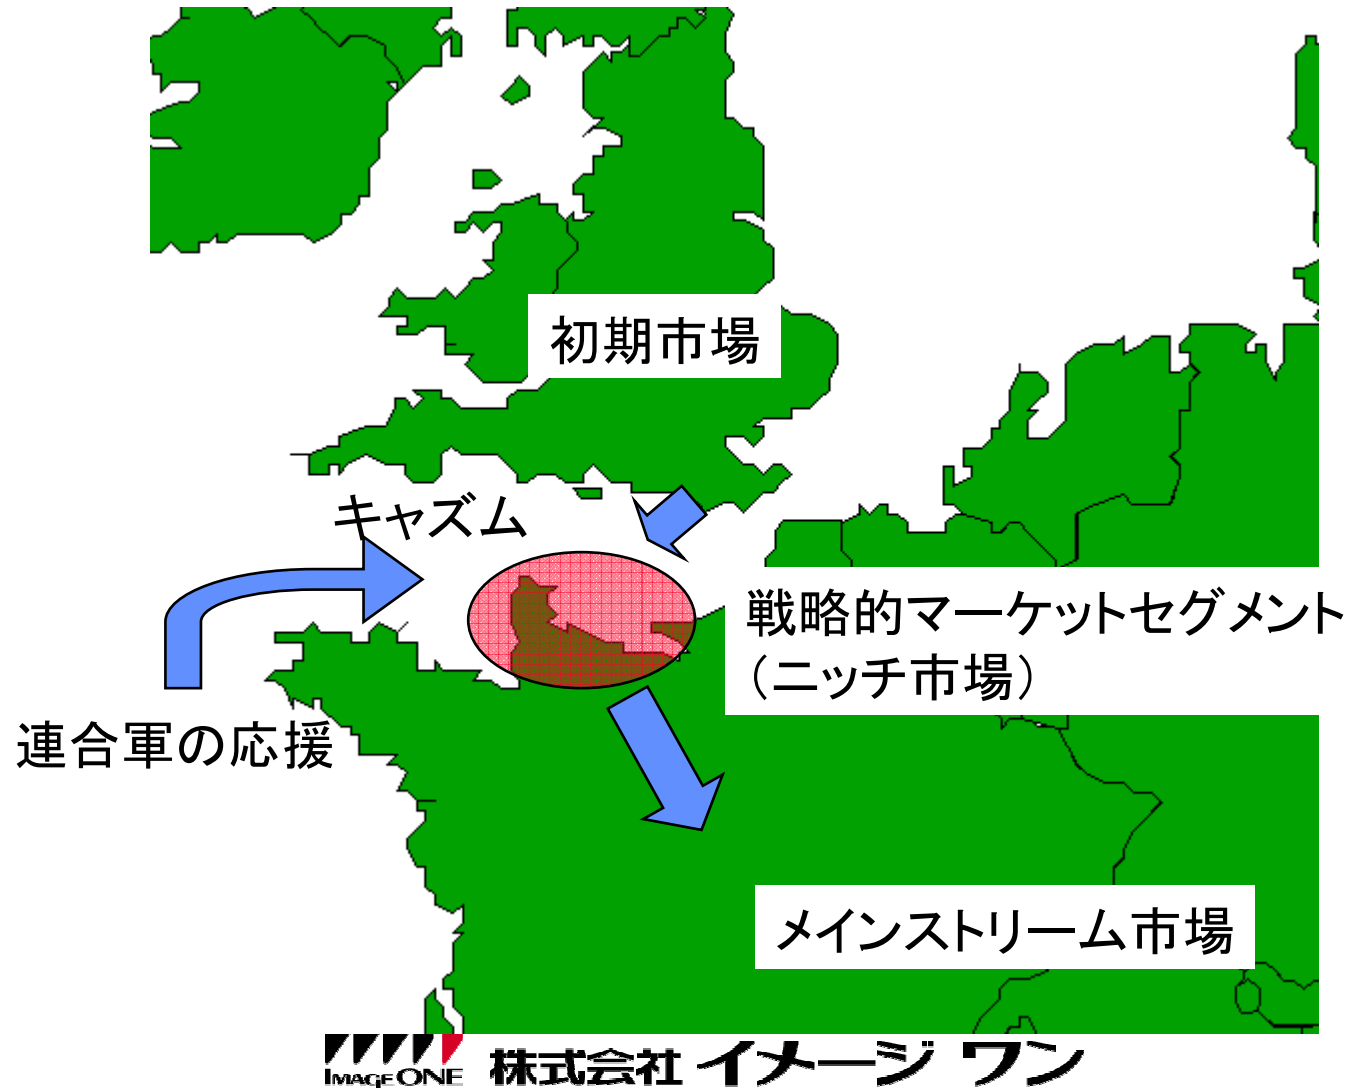 初期市場
キャズム
戦略的マーケットセグメント
(ニッチ市場)
連合軍の応援
メインストリーム市場
IMAGE ONE 株式会社 イメージ ワン